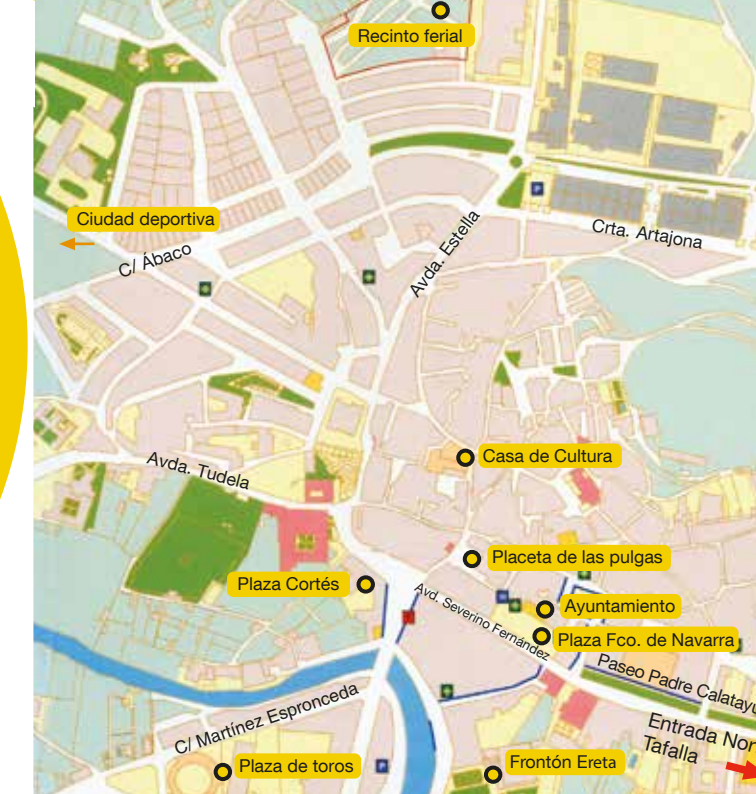 Recinto ferial
Ciudad deportiva
C/ Ábaco
Avda. Estella
Crta. Artajona
P
Casa de Cultura
Avda. Tudela
Placeta de las pulgas
Plaza Cortés
Avd. Severino Fernández
Ayuntamiento
Plaza Fco. de Navarra
Paseo Padre Calatayu
C/ Martínez Espronceda
Entrada Nor
Tafalla
Plaza de toros
P
Frontón Ereta